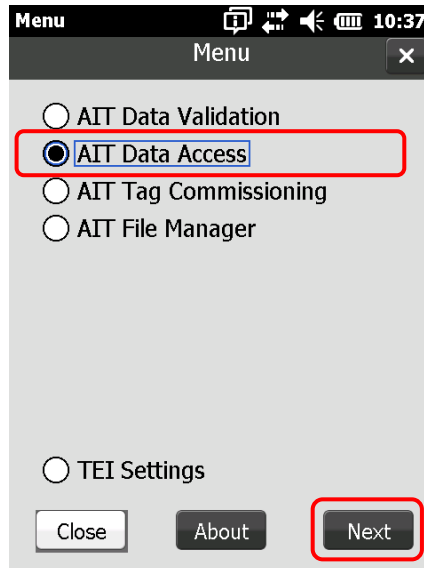 Menu 10:37
Menu
AIT Data Validation
AIT Data Access
AIT Tag Commissioning
AIT File Manager
TEI Settings
Close About Next